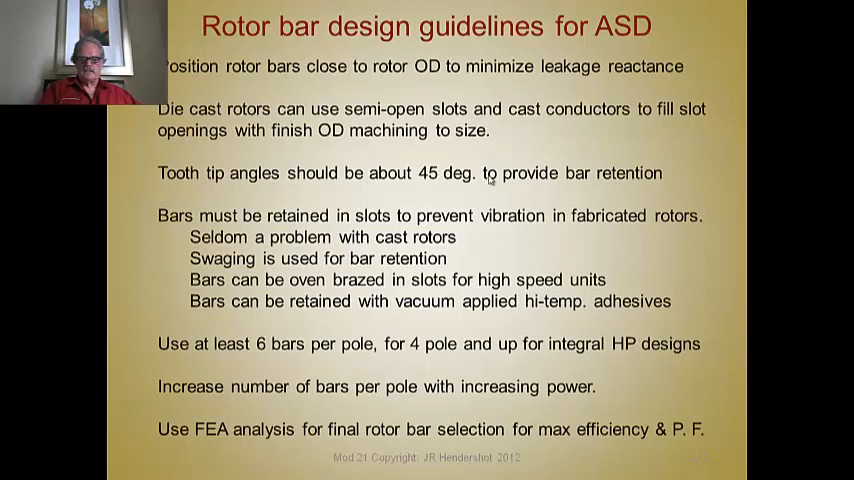 Rotor bar design guidelines for ASD
Position rotor bars close to rotor OD to minimize leakage reactance
Die cast rotors can use semi-open slots and cast conductors to fill slot
openings with finish OD machining to size.
Tooth tip angles should be about 45 deg. to provide bar retention
Bars must be retained in slots to prevent vibration in fabricated rotors.
Seldom a problem with cast rotors
Swaging is used for bar retention
Bars can be oven brazed in slots for high speed units
Bars can be retained with vacuum applied hi-temp. adhesives
Use at least 6 bars per pole, for 4 pole and up for integral HP designs
Increase number of bars per pole with increasing power.
Use FEA analysis for final rotor bar selection for max efficiency & P. F.
Mod 21 Copyright: JR Hendershot 2012